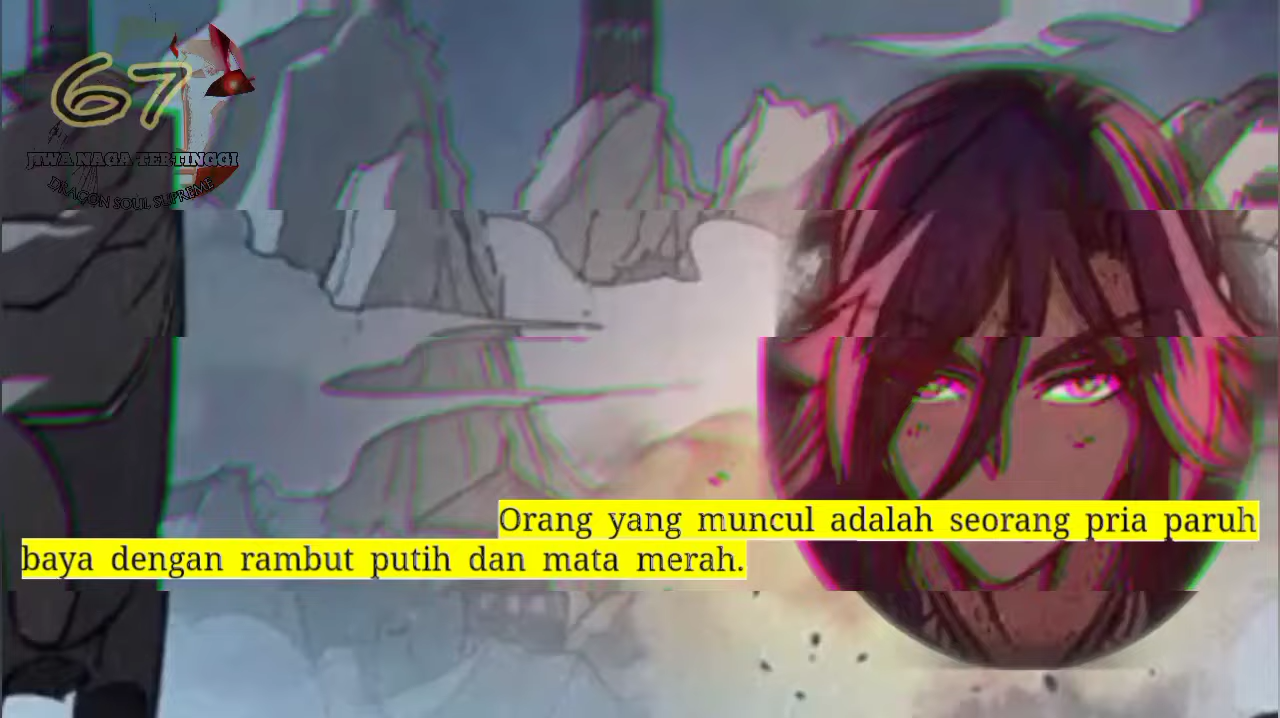 67
JIWA NAGA TERTINGGI
DRAGON SOUL SUPREME
Orang yang muncul adalah seorang pria paruh
baya dengan rambut putih dan mata merah.